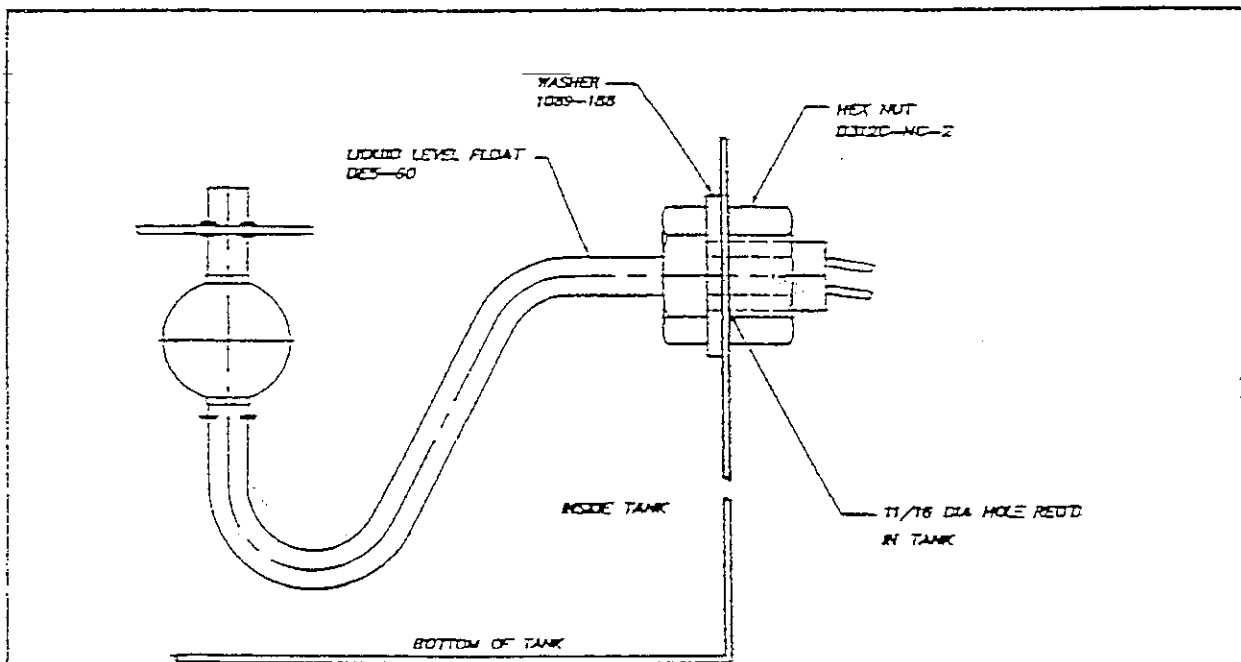 WASHER
1089-188
HEX NUT
LIQUID LEVEL FLOAT
DE5-60
INSIDE TANK
11/16 DIA HOLE REQ'D
IN TANK
BOTTOM OF TANK